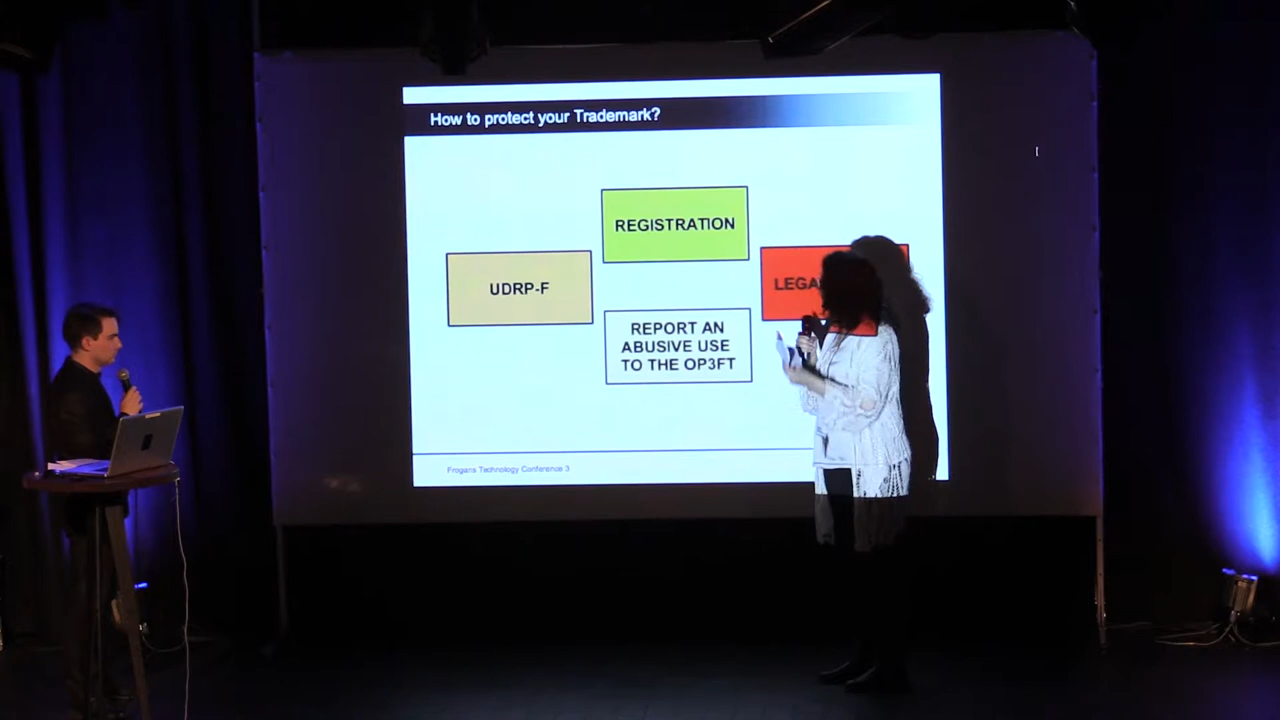 How to protect your Trademark?
REGISTRATION
UDRP-F
REPORT AN
ABUSIVE USE
TO THE OP3FT
Frogans Technology Conference 3